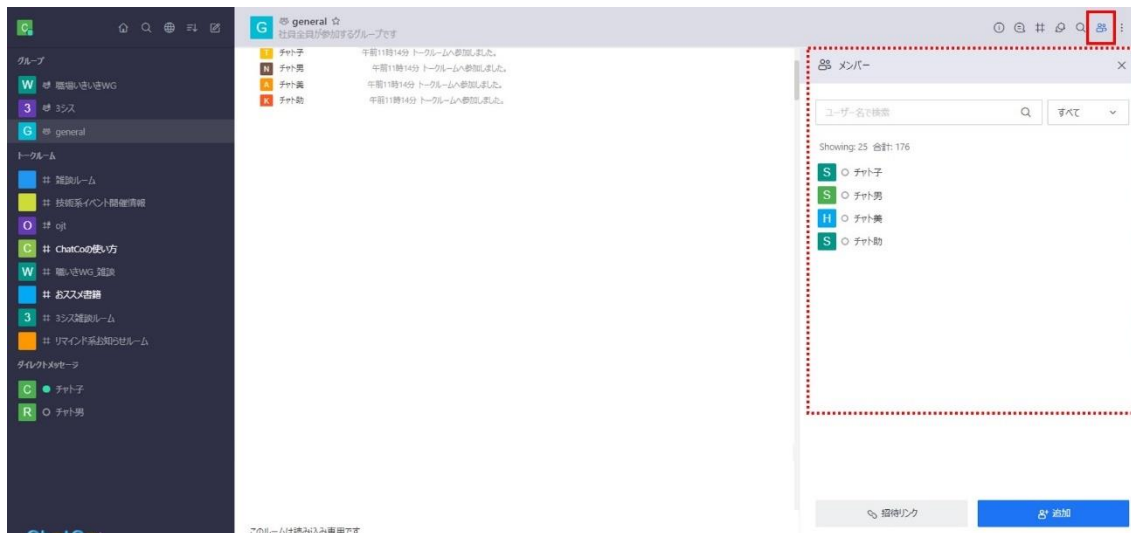 グループ
W 職場いきいきWG
3 3シス
G general
トークルーム
# 雑談ルーム
# 技術系イベント開催情報
O ojt
C # ChatCoの使い方
W # 職いきWG_雑談
# おススメ書籍
3 # 3シス雑談ルーム
# リマインド系お知らせルーム
ダイレクトメッセージ
C チャト子
R チャト男
G general
社員全員が参加するグループです
T チャト子 午前11時14分 トークルームへ参加しました。
N チャト男 午前11時14分 トークルームへ参加しました。
A チャト美 午前11時14分 トークルームへ参加しました。
K チャト助 午前11時14分 トークルームへ参加しました。
このルームは読み込み専用です
メンバー
ユーザー名で検索
すべて
Showing: 25 合計: 176
S チャト子
S チャト男
H チャト美
S チャト助
招待リンク
追加